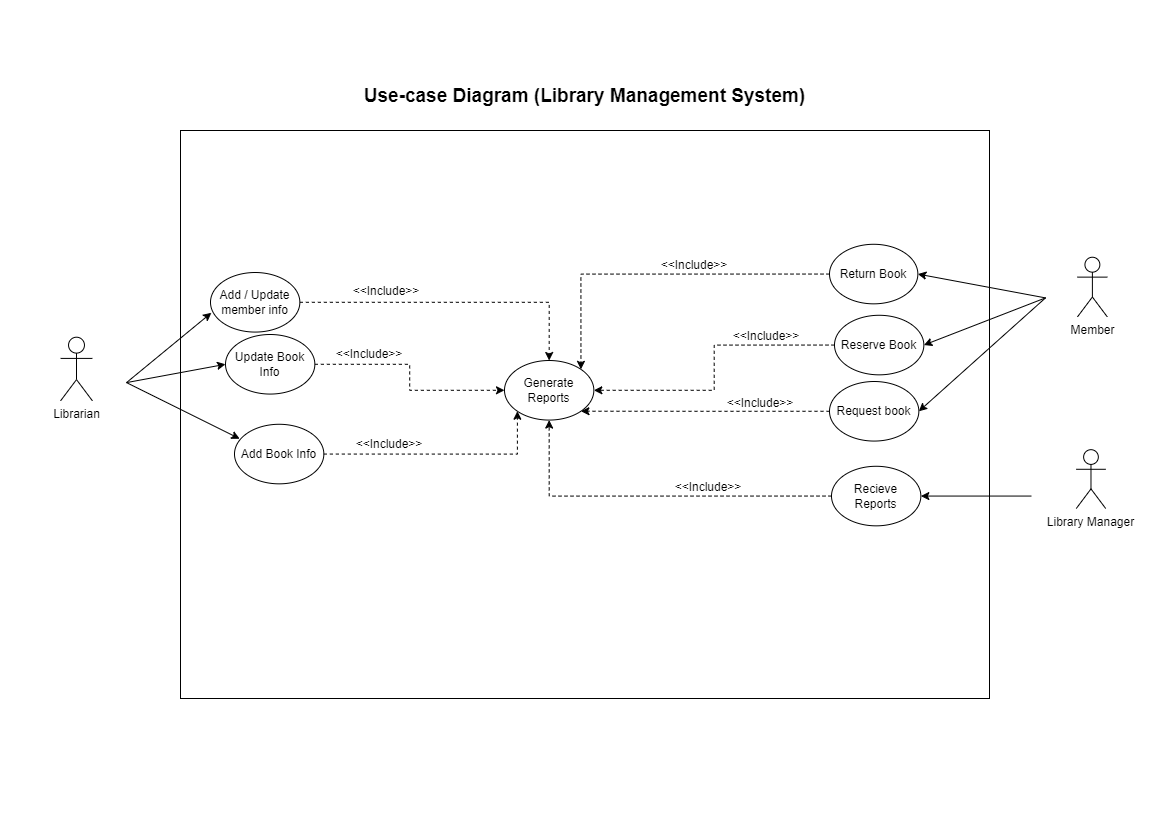 Use-case Diagram (Library Management System)
<<Include>>
Return Book
Add / Update
member info
<<Include>>
Member
<<Include>>
Reserve Book
Update Book
Info
<<Include>>
Generate
Reports
Librarian
<<Include>>
Request book
Add Book Info
<<Include>>
<<Include>>
Recieve
Reports
Library Manager